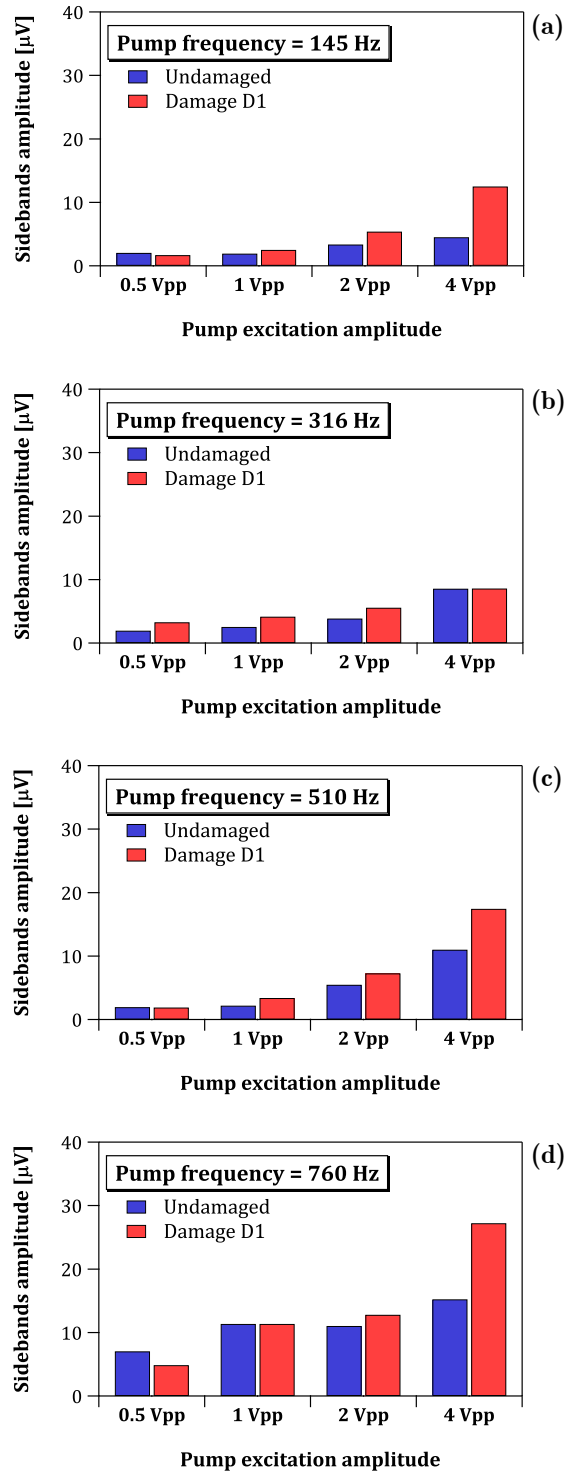 (a)
Sidebands amplitude [μV]
40
30
20
10
0
Pump frequency = 145 Hz
Undamaged
Damage D1
0.5 Vpp 1 Vpp 2 Vpp 4 Vpp
Pump excitation amplitude
(b)
Sidebands amplitude [μV]
40
30
20
10
0
Pump frequency = 316 Hz
Undamaged
Damage D1
0.5 Vpp 1 Vpp 2 Vpp 4 Vpp
Pump excitation amplitude
(c)
Sidebands amplitude [μV]
40
30
20
10
0
Pump frequency = 510 Hz
Undamaged
Damage D1
0.5 Vpp 1 Vpp 2 Vpp 4 Vpp
Pump excitation amplitude
(d)
Sidebands amplitude [μV]
40
30
20
10
0
Pump frequency = 760 Hz
Undamaged
Damage D1
0.5 Vpp 1 Vpp 2 Vpp 4 Vpp
Pump excitation amplitude